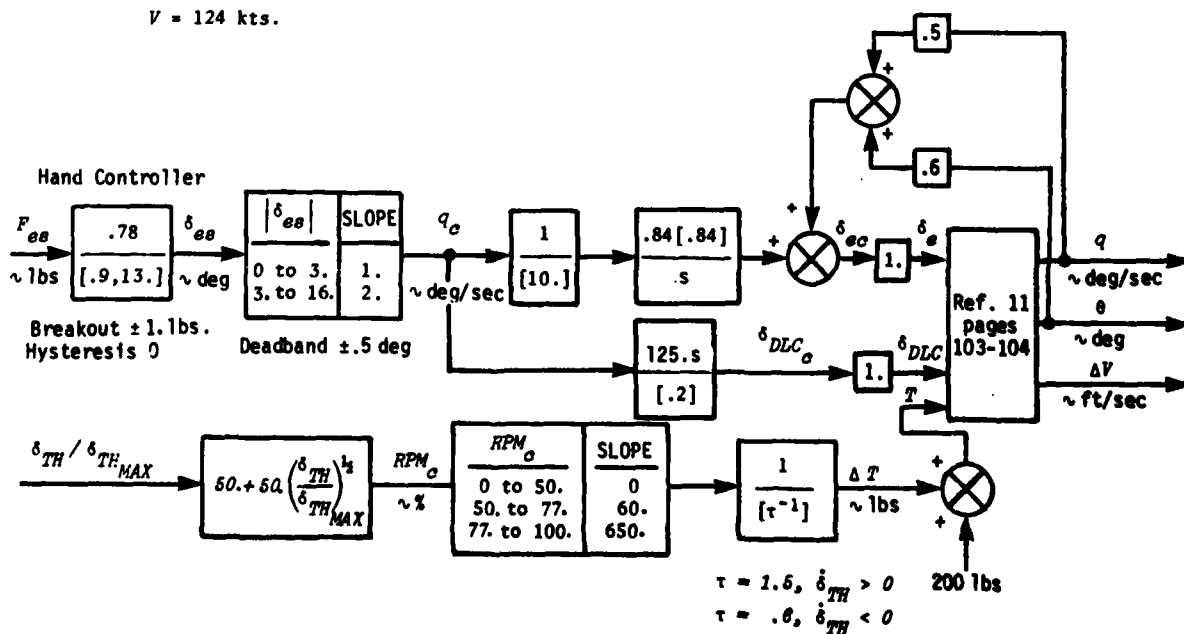 V = 124 kts.
.5
+
+
.6
Hand Controller
F_es
~ lbs
.78
[.9,13.]
δ_es
~ deg
|δ_es| SLOPE
0 to 3. 1.
3. to 16. 2.
q_c
~ deg/sec
1
[10.]
.84[.84]
.s
+
+
δ_ec
1.
δ_e
Ref. 11
pages
103-104
q
~ deg/sec
θ
~ deg
ΔV
~ ft/sec
Breakout ± 1.lbs.
Hysteresis 0
Deadband ±.5 deg
125.s
[.2]
δ_DLC_c
1.
δ_DLC
T
δ_TH / δ_TH_MAX
50.+ 50.(δ_TH/δ_TH_MAX)^½
RPM_c
~ %
RPM_c SLOPE
0 to 50. 0
50. to 77. 60.
77. to 100. 650.
1
[τ⁻¹]
Δ T
~ lbs
+
+
200 lbs
τ = 1.5, δ̇_TH > 0
τ = .6, δ̇_TH < 0